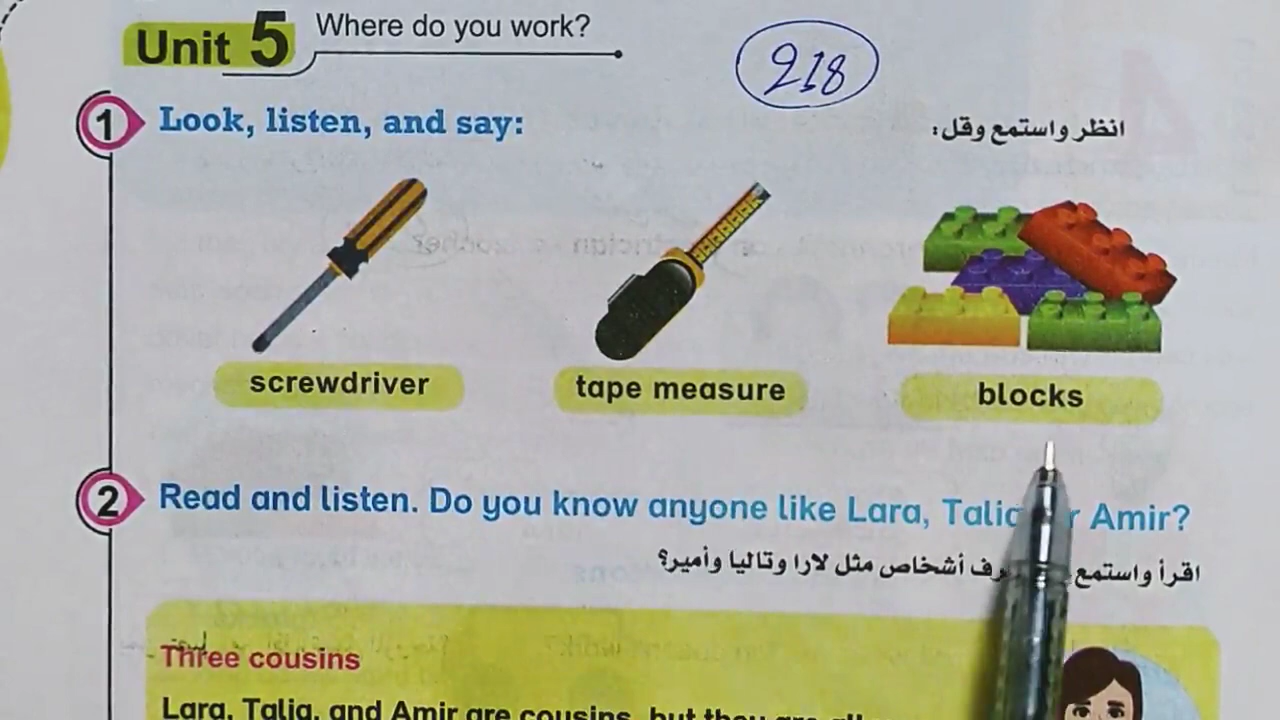 Unit 5 Where do you work?
218
1 Look, listen, and say:
انظر واستمع وقل:
screwdriver tape measure blocks
2 Read and listen. Do you know anyone like Lara, Amir?
اقرأ واستمع أشخاص مثل لارا وتاليا وأمير؟
Three cousins
Lara, Talia, and Amir are cousins, but they are all